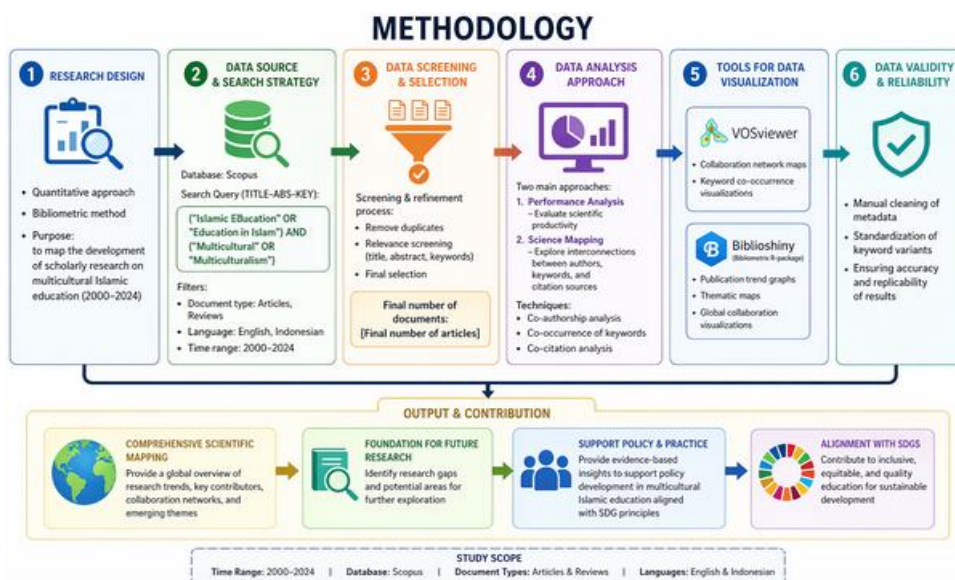 METHODOLOGY
1 RESEARCH DESIGN
• Quantitative approach
• Bibliometric method
• Purpose:
to map the development
of scholarly research on
multicultural Islamic
education (2000–2024)
2 DATA SOURCE
& SEARCH STRATEGY
Database: Scopus
Search Query (TITLE-ABS-KEY):
("Islamic EBucation" OR
"Education in Islam") AND
("Multicultural" OR
"Multiculturalism"]
Filters:
• Document type: Articles,
Reviews
• Language: English, Indonesian
• Time range: 2000–2024
3 DATA SCREENING
& SELECTION
Screening & refinement
process:
• Remove duplicates
• Relevance screening
(title, abstract, keywords)
• Final selection
Final number of
documents:
[Final number of articles]
4 DATA ANALYSIS
APPROACH
Two main approaches:
1. Performance Analysis
– Evaluate scientific
productivity
2. Science Mapping
– Explore interconnections
between authors,
keywords, and
citation sources
Techniques:
• Co-authorship analysis
• Co-occurrence of keywords
• Co-citation analysis
5 TOOLS FOR DATA
VISUALIZATION
VOSviewer
• Collaboration network maps
• Keyword co-occurrence
visualizations
B Biblioshiny
(Bibliometrix R-package)
• Publication trend graphs
• Thematic maps
• Global collaboration
visualizations
6 DATA VALIDITY
& RELIABILITY
• Manual cleaning of
metadata
• Standardization of
keyword variants
• Ensuring accuracy
and replicability
of results
OUTPUT & CONTRIBUTION
COMPREHENSIVE SCIENTIFIC
MAPPING
Provide a global overview of
research trends, key contributors,
collaboration networks, and
emerging themes
FOUNDATION FOR FUTURE
RESEARCH
Identify research gaps
and potential areas for
further exploration
SUPPORT POLICY & PRACTICE
Provide evidence-based
insights to support policy
development in multicultural
Islamic education aligned
with SDG principles
ALIGNMENT WITH SDGS
Contribute to inclusive,
equitable, and quality
education for sustainable
development
STUDY SCOPE
Time Range: 2000–2024 | Database: Scopus | Document Types: Articles & Reviews | Languages: English & Indonesian